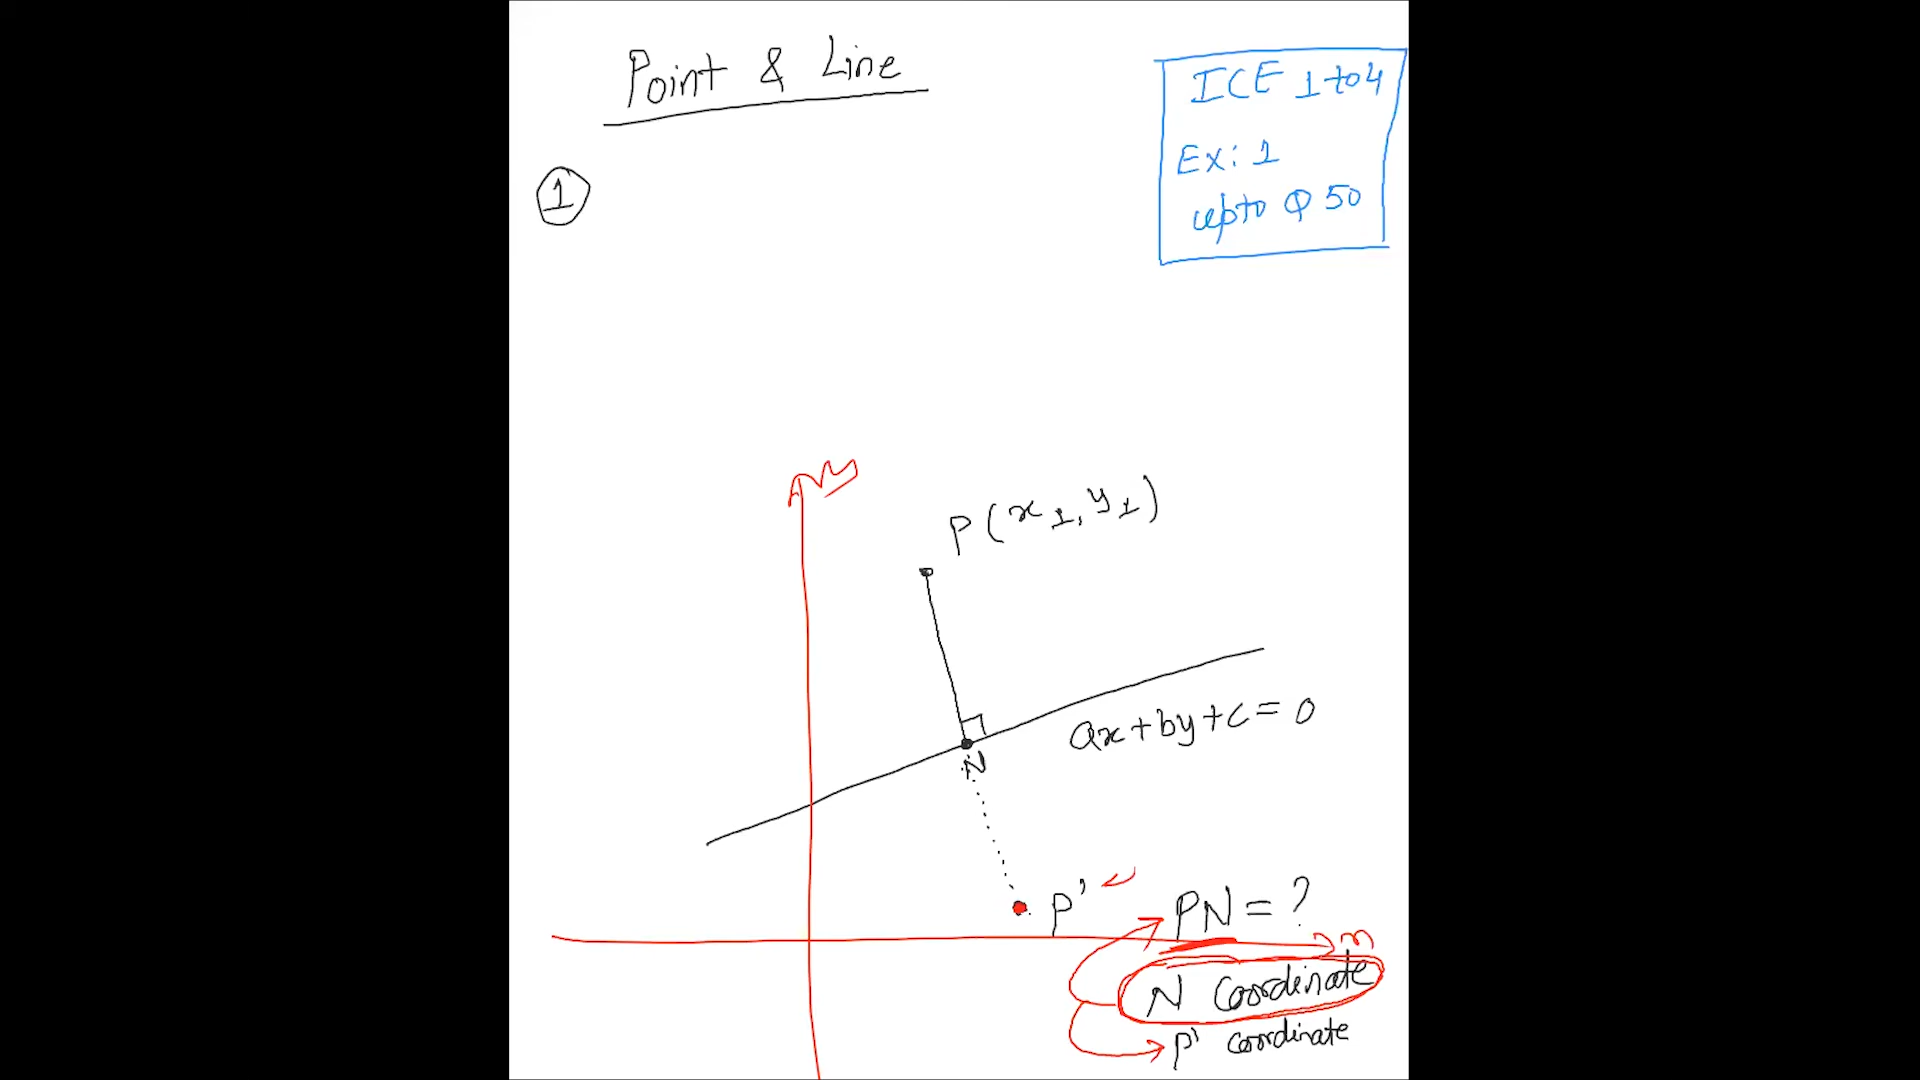 Point & Line
ICE 1 to 4
Ex: 1
upto Q 50
1
P(x1, y1)
ax+by+c=0
N
P'
PN = ?
N Coordinate
P' coordinate